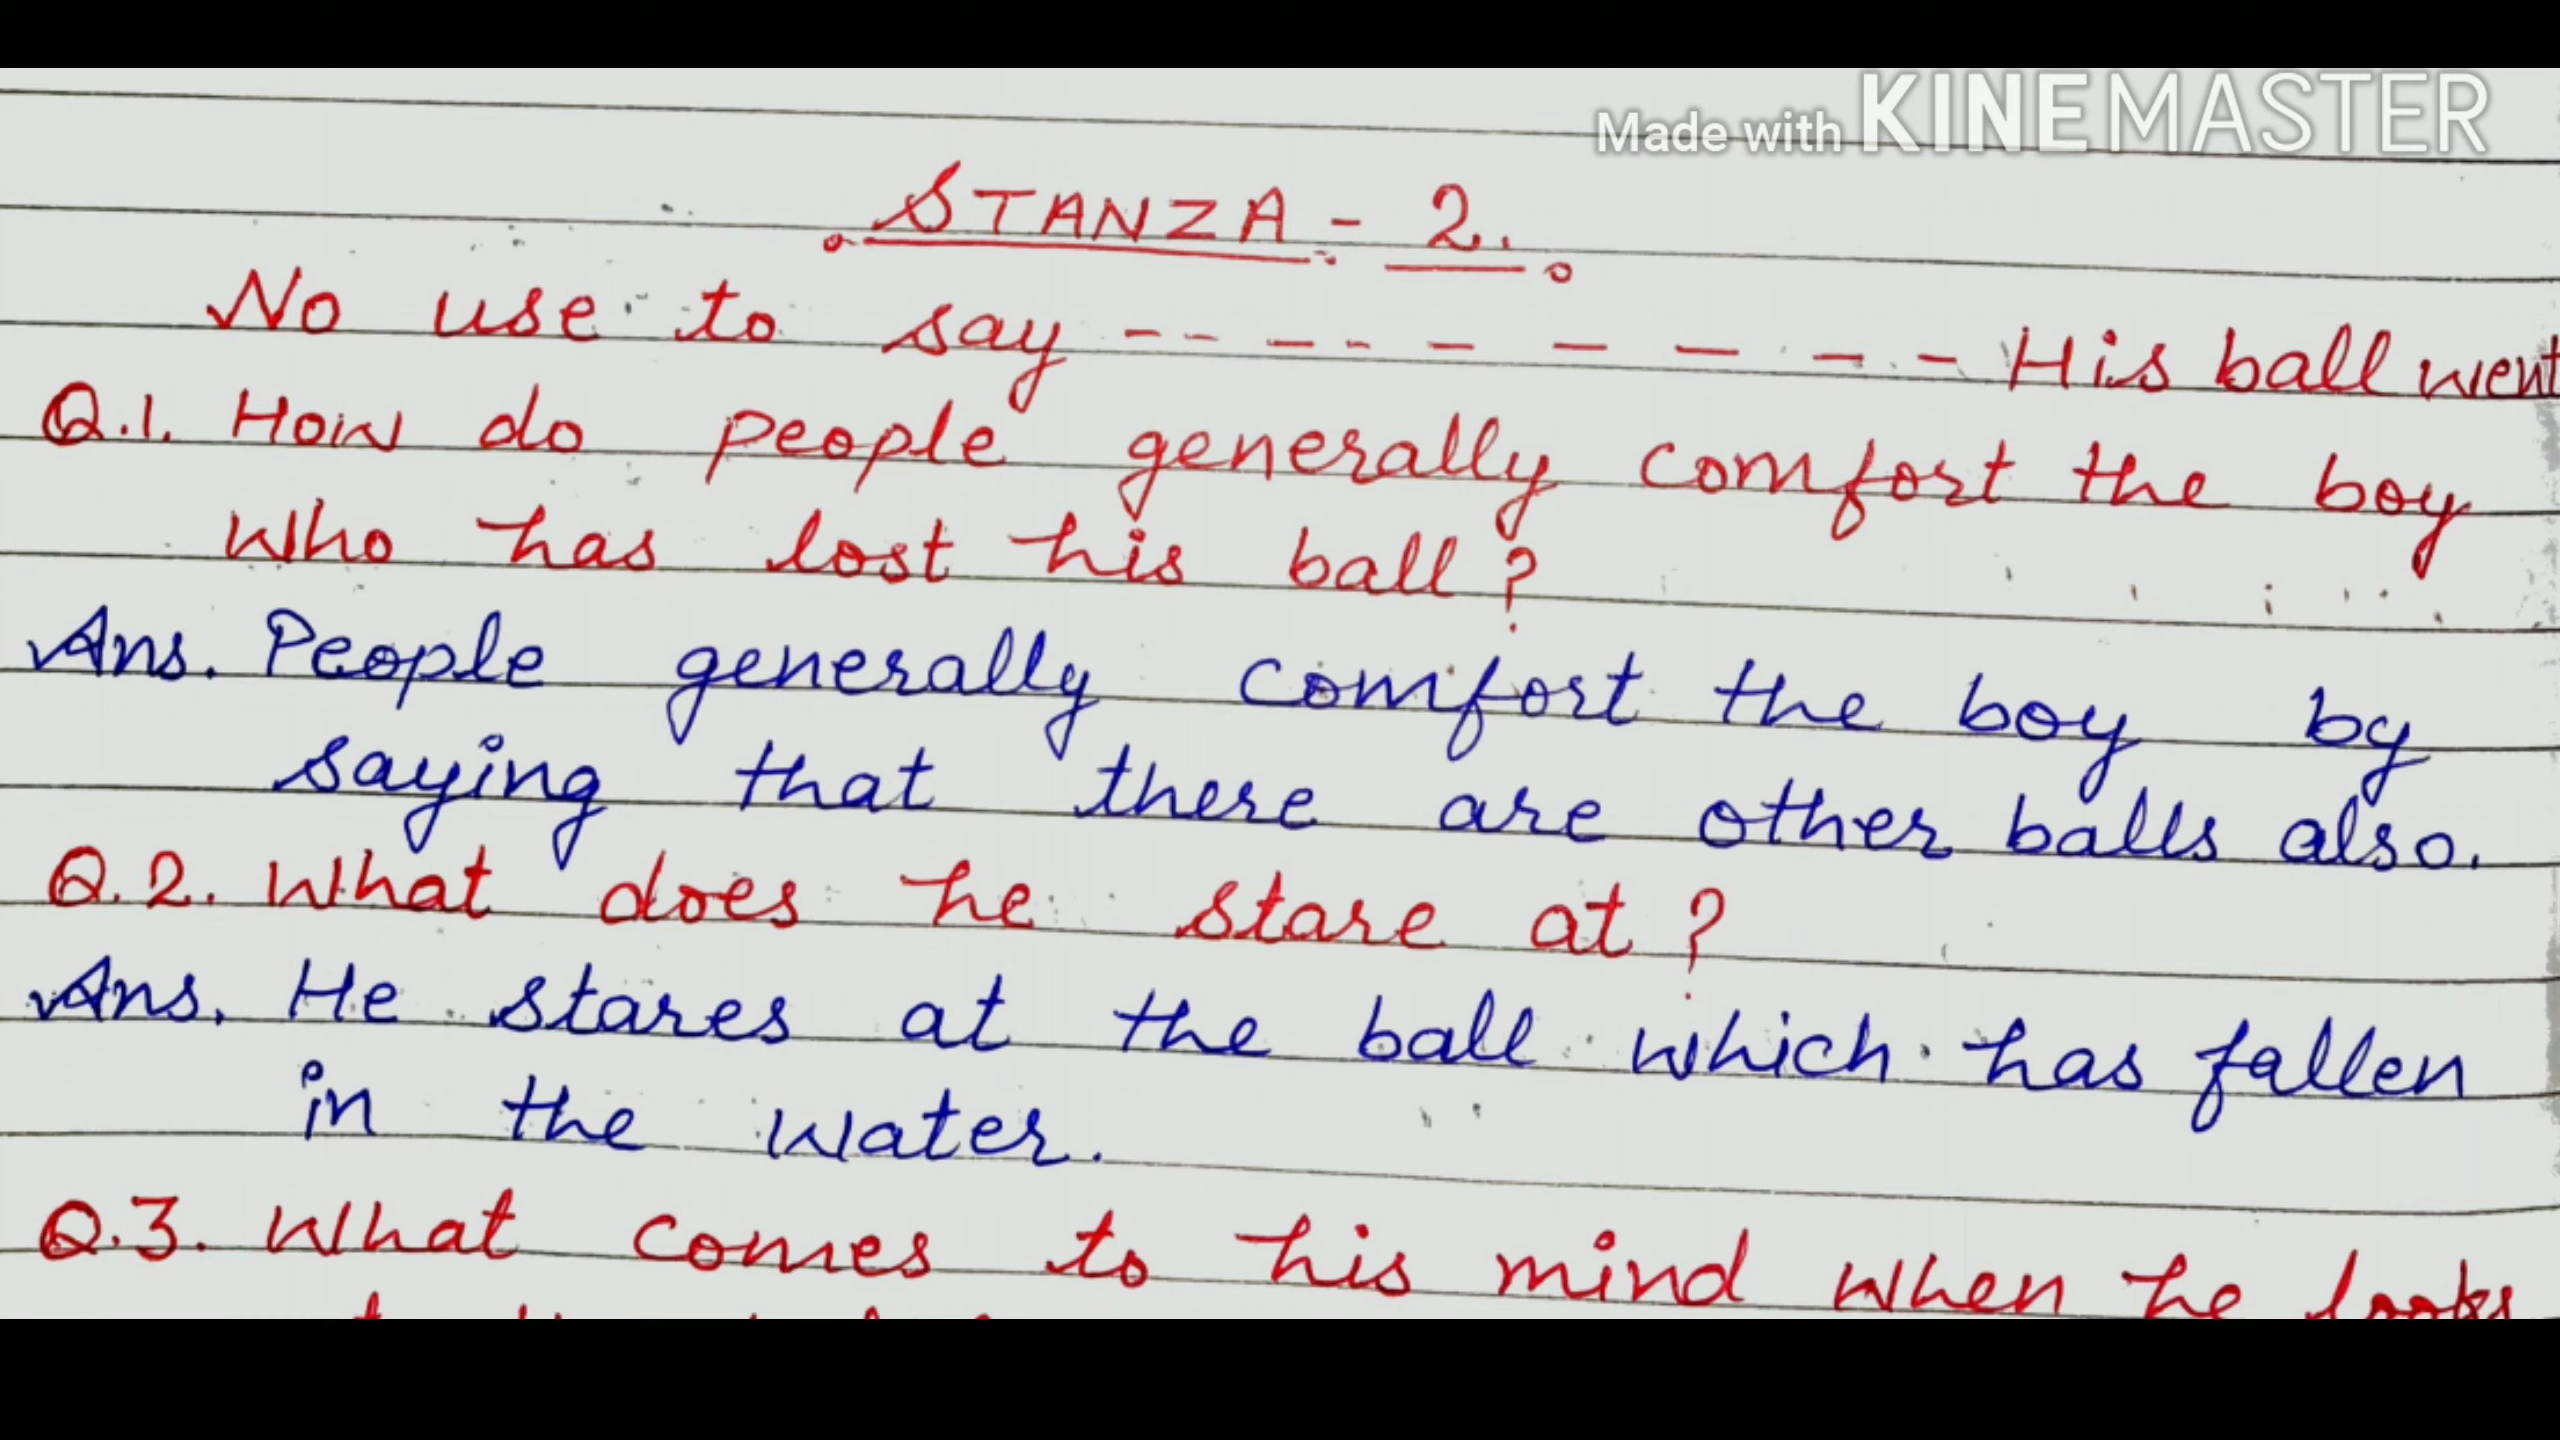 Made with KINEMASTER
STANZA - 2.
No use to say - - - - - - - - - His ball went
Q.1. How do people generally comfort the boy
who has lost his ball?
Ans. People generally comfort the boy by
saying that there are other balls also.
Q.2. What does he stare at?
Ans. He stares at the ball which has fallen
in the water.
Q.3. What comes to his mind when he looks